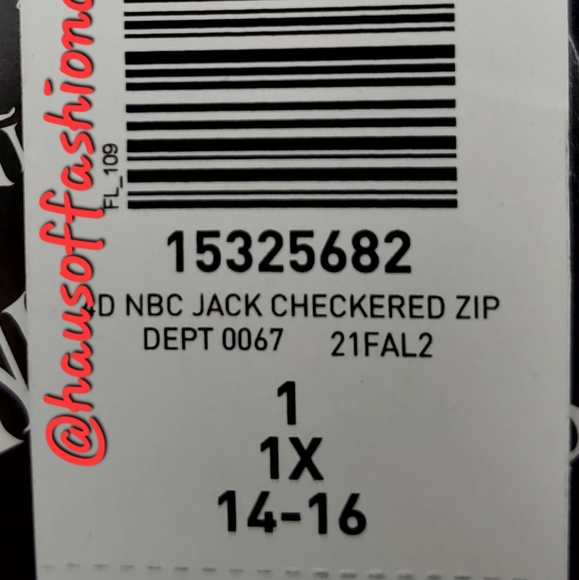 @hausoffashion
FL_109
15325682
D NBC JACK CHECKERED ZIP
DEPT 0067 21FAL2
1
1X
14-16